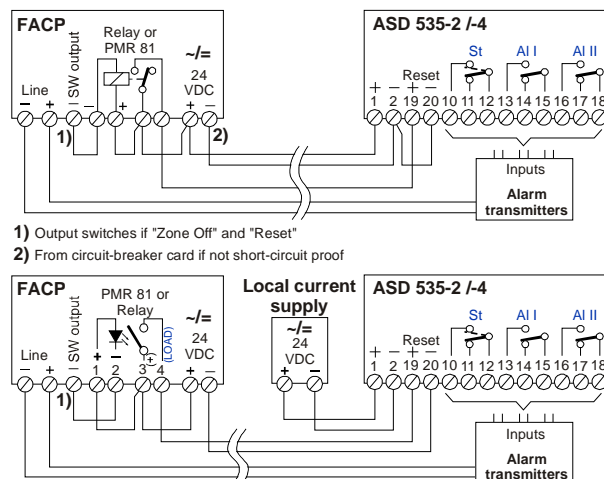 FACP
Relay or
PMR 81
~/=
24
VDC
SW output
Line
− + − + + −
1)
2)
ASD 535-2 /-4
St Al I Al II
Reset
+ − + −
1 2 19 20 10 11 12 13 14 15 16 17 18
Inputs
Alarm
transmitters
1) Output switches if "Zone Off" and "Reset"
2) From circuit-breaker card if not short-circuit proof
FACP
PMR 81 or
Relay
~/=
24
VDC
SW output
Line
(+)
(LOAD)
+ −
− + 1 2 3 4 + −
1)
Local current
supply
~/=
24
VDC
+ −
ASD 535-2 /-4
St Al I Al II
Reset
+ − + −
1 2 19 20 10 11 12 13 14 15 16 17 18
Inputs
Alarm
transmitters